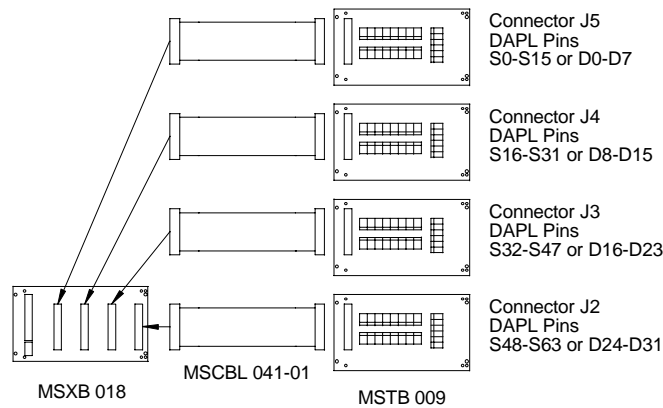 Connector J5
DAPL Pins
S0-S15 or D0-D7
Connector J4
DAPL Pins
S16-S31 or D8-D15
Connector J3
DAPL Pins
S32-S47 or D16-D23
Connector J2
DAPL Pins
S48-S63 or D24-D31
MSXB 018
MSCBL 041-01
MSTB 009